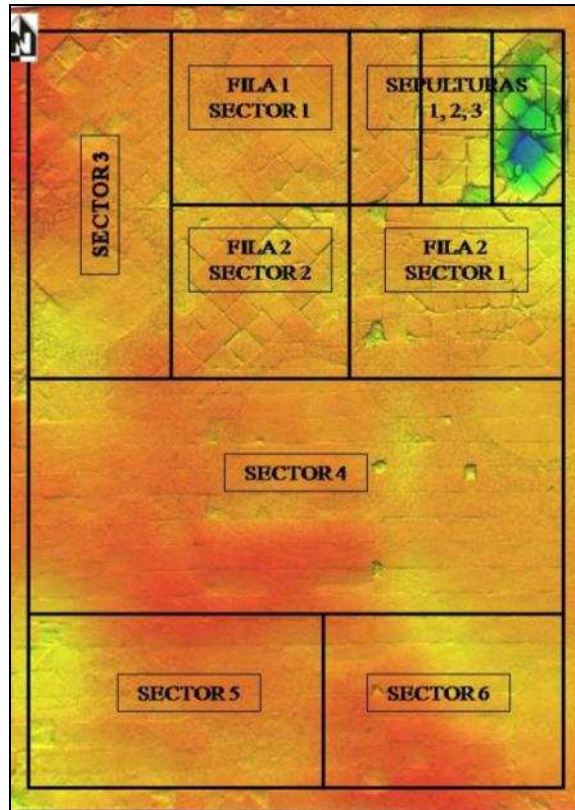 N
FILA 1
SECTOR 1
SEPULTURAS
1, 2, 3
SECTOR 3
FILA 2
SECTOR 2
FILA 2
SECTOR 1
SECTOR 4
SECTOR 5
SECTOR 6